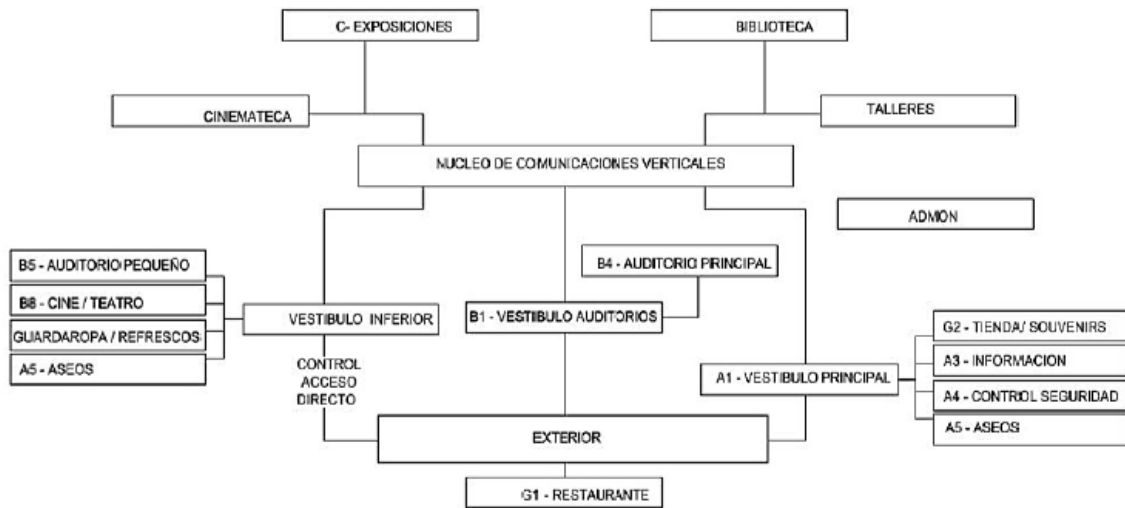 C- EXPOSICIONES
BIBLIOTECA
CINEMATECA
TALLERES
NUCLEO DE COMUNICACIONES VERTICALES
ADMON
B5 - AUDITORIO PEQUEÑO
B4 - AUDITORIO PRINCIPAL
B8 - CINE / TEATRO
VESTIBULO INFERIOR
B1 - VESTIBULO AUDITORIOS
GUARDAROPA / REFRESCOS
G2 - TIENDA/ SOUVENIRS
A5 - ASEOS
CONTROL
ACCESO
DIRECTO
A3 - INFORMACION
A1 - VESTIBULO PRINCIPAL
A4 - CONTROL SEGURIDAD
A5 - ASEOS
EXTERIOR
G1 - RESTAURANTE